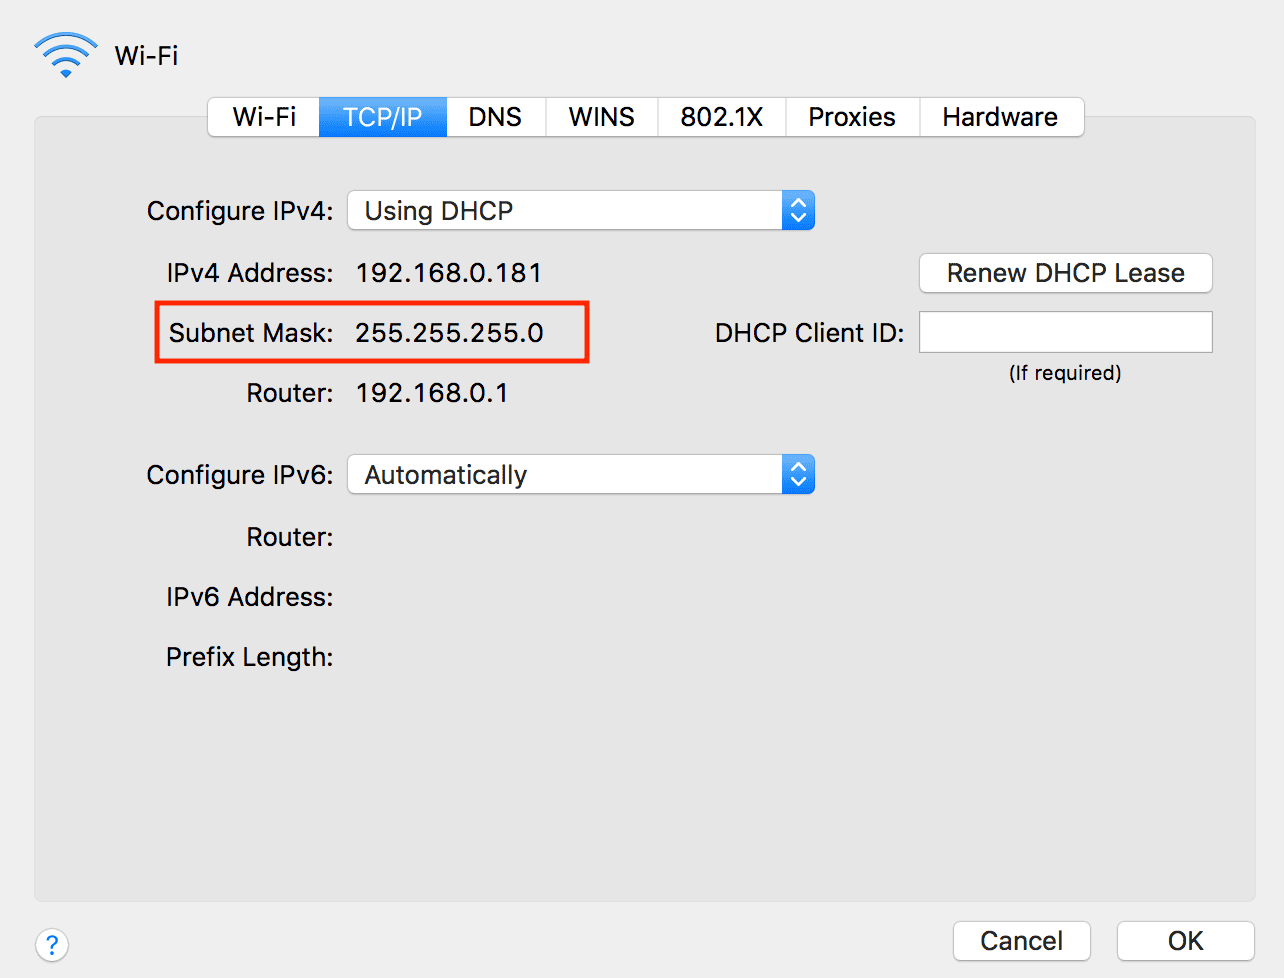 Wi-Fi
Wi-Fi TCP/IP DNS WINS 802.1X Proxies Hardware
Configure IPv4: Using DHCP
IPv4 Address: 192.168.0.181 Renew DHCP Lease
Subnet Mask: 255.255.255.0 DHCP Client ID:
(If required)
Router: 192.168.0.1
Configure IPv6: Automatically
Router:
IPv6 Address:
Prefix Length:
? Cancel OK